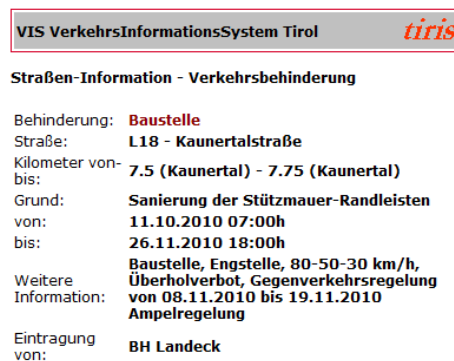 VIS VerkehrsInformationsSystem Tirol tiris
Straßen-Information - Verkehrsbehinderung
Behinderung: Baustelle
Straße: L18 - Kaunertalstraße
Kilometer von-
bis: 7.5 (Kaunertal) - 7.75 (Kaunertal)
Grund: Sanierung der Stützmauer-Randleisten
von: 11.10.2010 07:00h
bis: 26.11.2010 18:00h
Weitere
Information: Baustelle, Engstelle, 80-50-30 km/h,
Überholverbot, Gegenverkehrsregelung
von 08.11.2010 bis 19.11.2010
Ampelregelung
Eintragung
von: BH Landeck